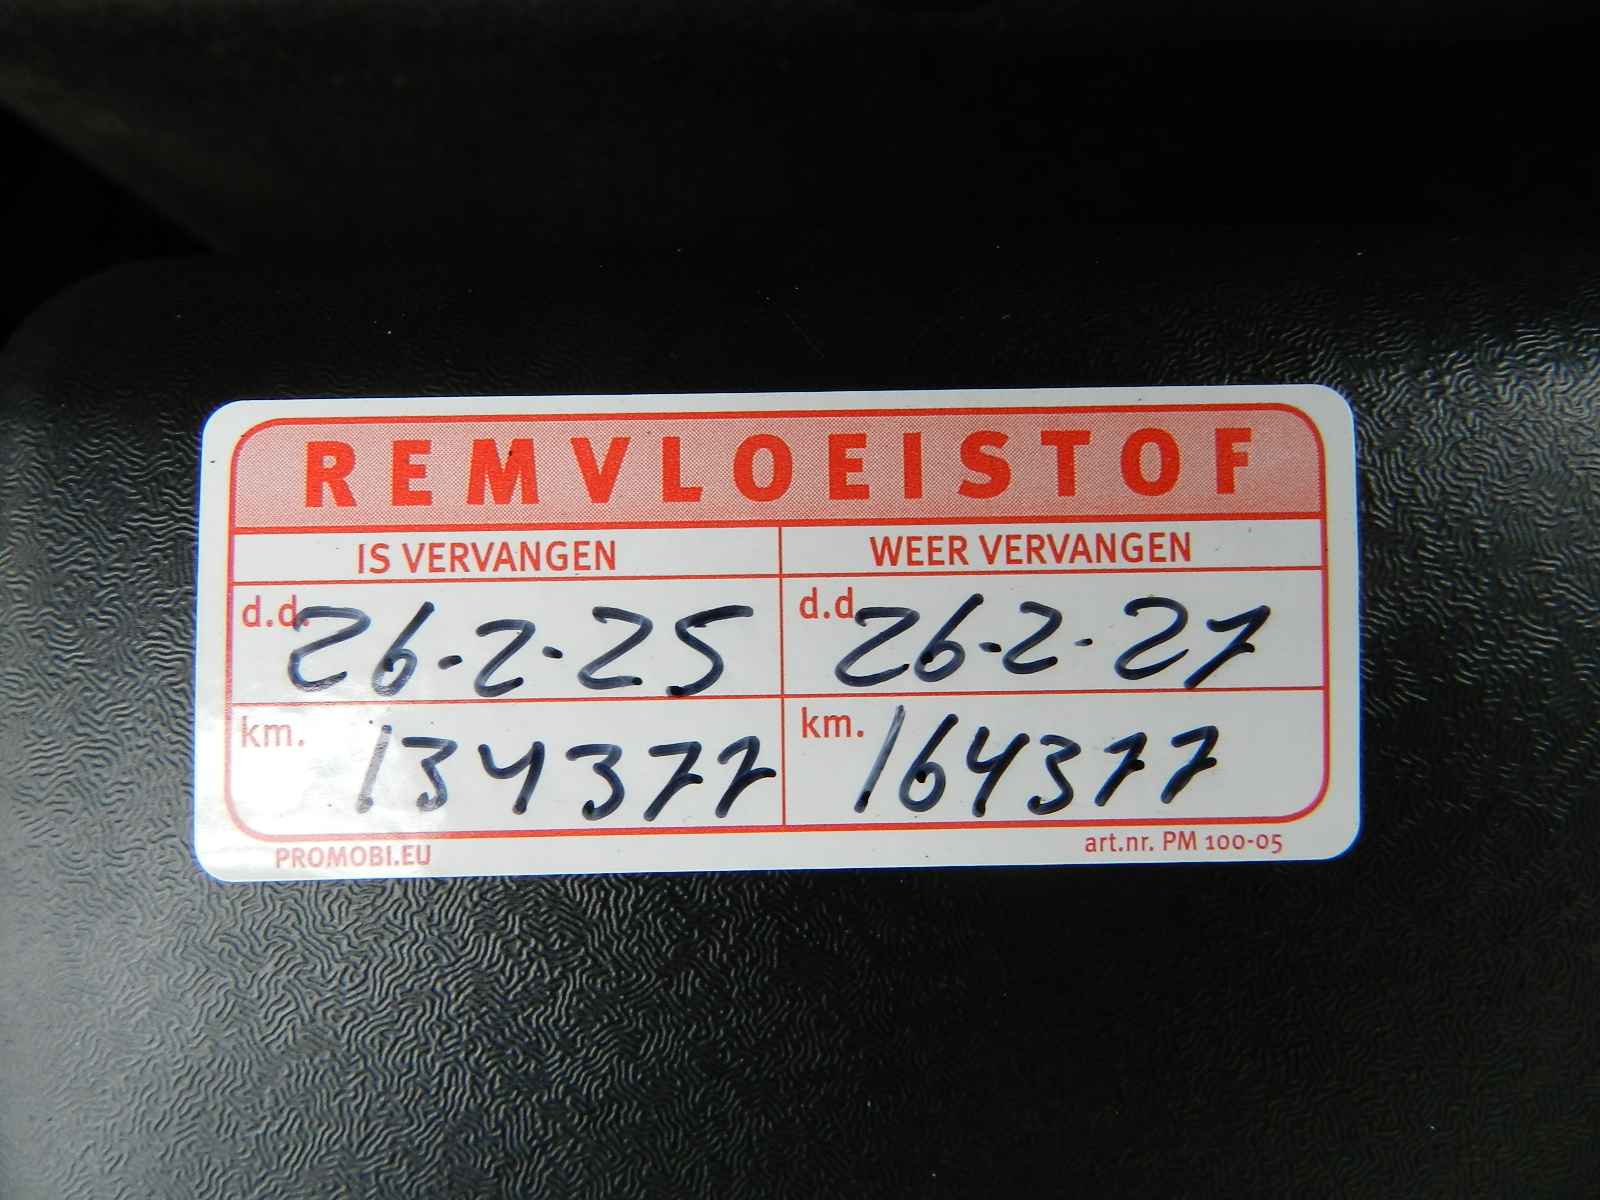 REMVLOEISTOF
IS VERVANGEN
WEER VERVANGEN
d.d. 26-2-25
d.d. 26-2-27
km. 134377
km. 164377
PROMOBI.EU
art.nr. PM 100-05